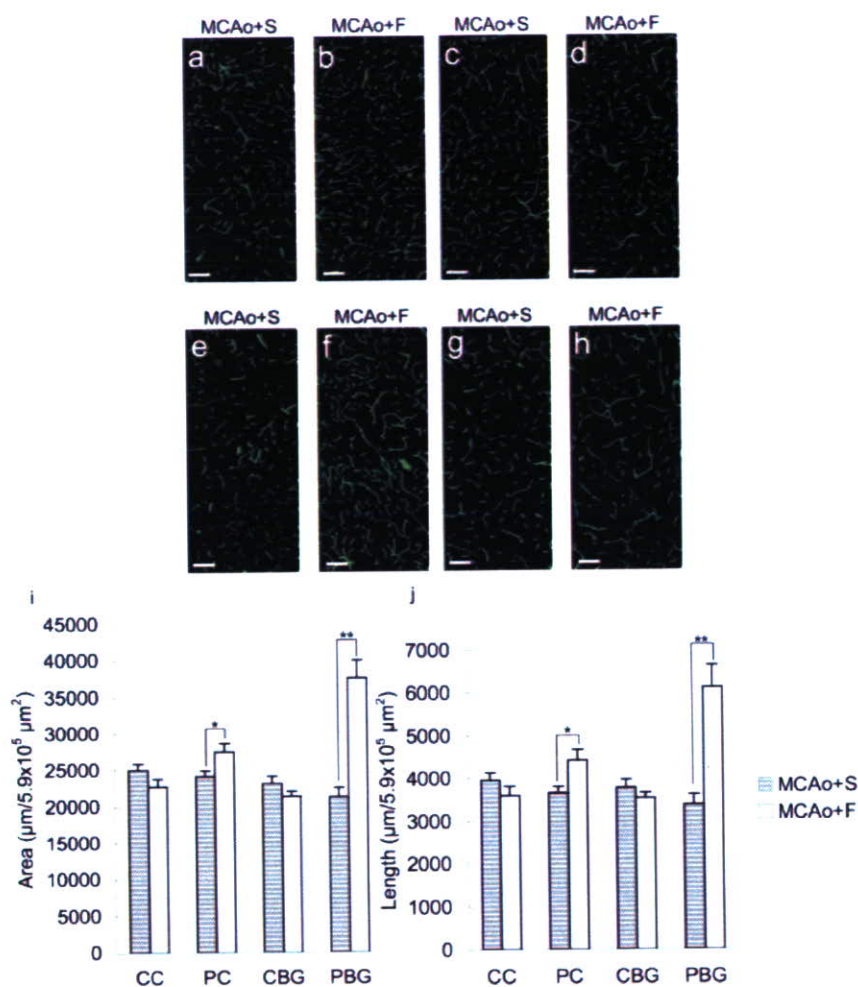 MCAo+S MCAo+F MCAo+S MCAo+F
a b c d
MCAo+S MCAo+F MCAo+S MCAo+F
e f g h
i
45000
40000
35000
30000
25000
20000
15000
10000
5000
0
Area (μm/5.9x10⁵ μm²)
*
**
CC PC CBG PBG
j
7000
6000
5000
4000
3000
2000
1000
0
Length (μm/5.9x10⁵ μm²)
*
**
CC PC CBG PBG
MCAo+S
MCAo+F